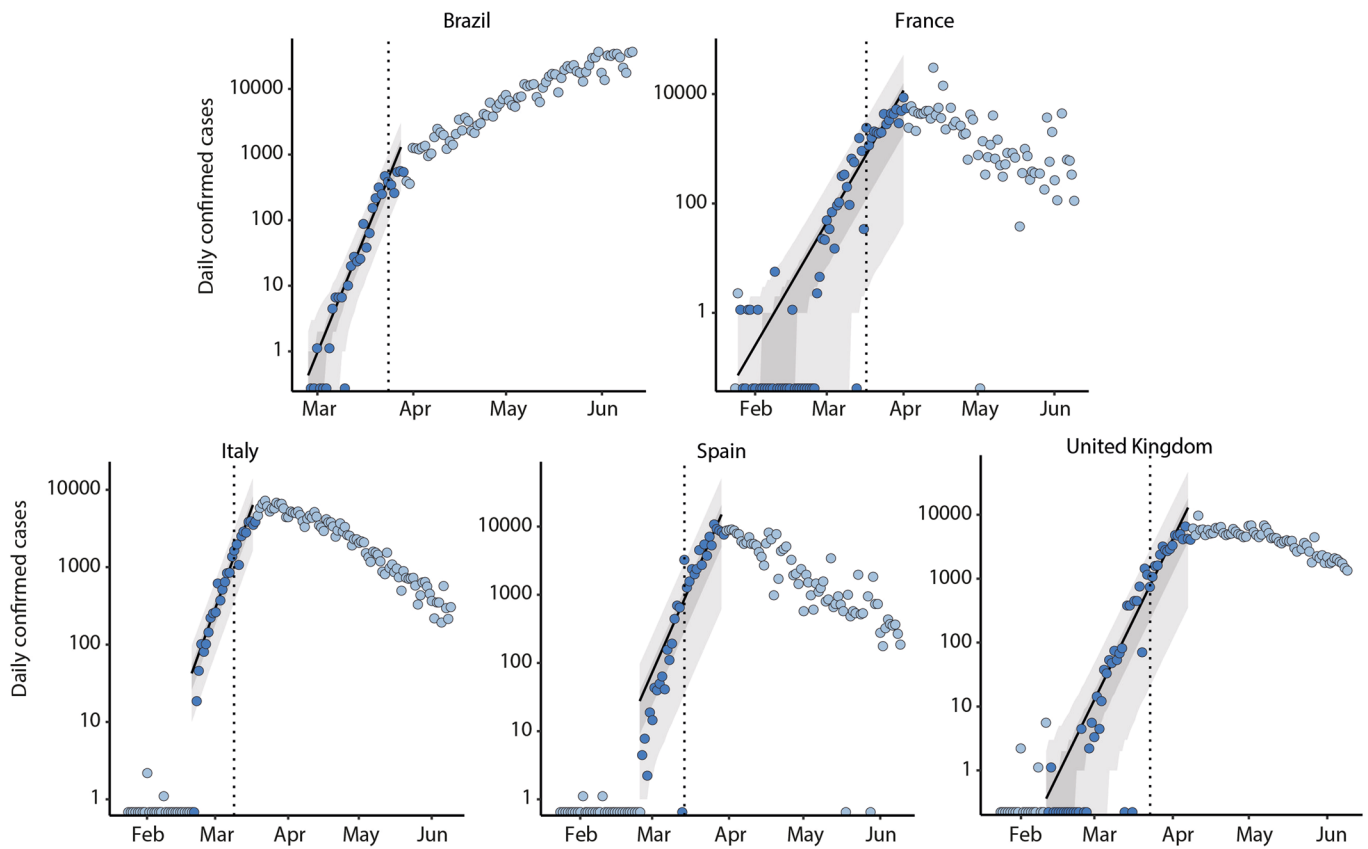 Brazil
France
Daily confirmed cases
10000
1000
100
10
1
Mar Apr May Jun
10000
100
1
Feb Mar Apr May Jun
Italy
Spain
United Kingdom
Daily confirmed cases
10000
1000
100
10
1
Feb Mar Apr May Jun
10000
1000
100
10
1
Feb Mar Apr May Jun
10000
1000
100
10
1
Feb Mar Apr May Jun